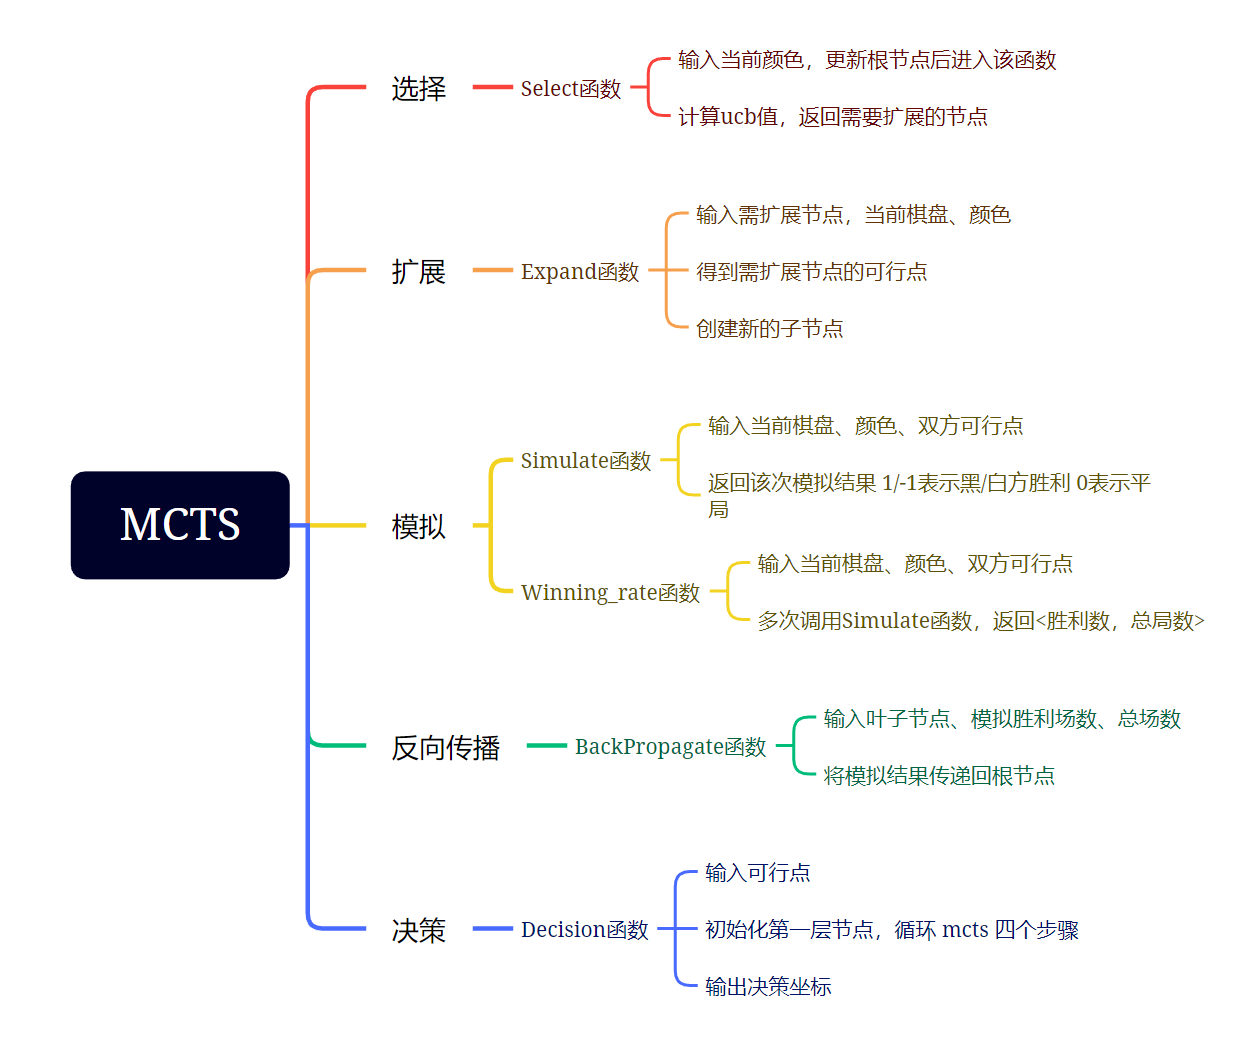 MCTS
选择
Select函数
输入当前颜色，更新根节点后进入该函数
计算ucb值，返回需要扩展的节点
扩展
Expand函数
输入需扩展节点，当前棋盘、颜色
得到需扩展节点的可行点
创建新的子节点
模拟
Simulate函数
输入当前棋盘、颜色、双方可行点
返回该次模拟结果 1/-1表示黑/白方胜利 0表示平
局
Winning_rate函数
输入当前棋盘、颜色、双方可行点
多次调用Simulate函数，返回<胜利数，总局数>
反向传播
BackPropagate函数
输入叶子节点、模拟胜利场数、总场数
将模拟结果传递回根节点
决策
Decision函数
输入可行点
初始化第一层节点，循环 mcts 四个步骤
输出决策坐标